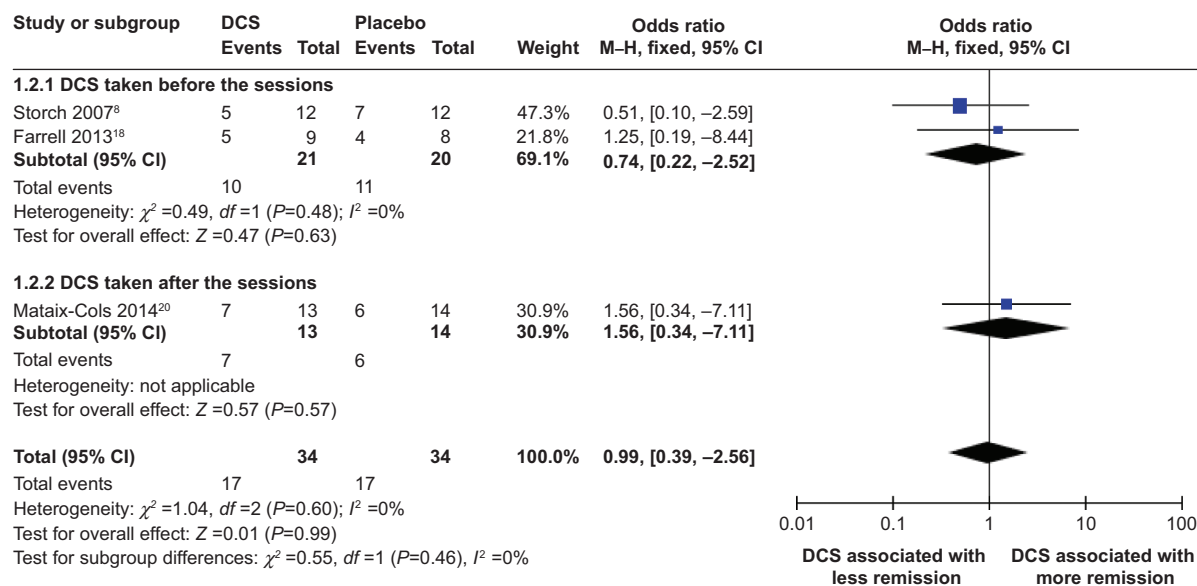 Study or subgroup DCS Placebo Odds ratio Odds ratio
Events Total Events Total Weight M–H, fixed, 95% CI M–H, fixed, 95% CI
1.2.1 DCS taken before the sessions
Storch 2007⁸ 5 12 7 12 47.3% 0.51, [0.10, –2.59]
Farrell 2013¹⁸ 5 9 4 8 21.8% 1.25, [0.19, –8.44]
Subtotal (95% CI) 21 20 69.1% 0.74, [0.22, –2.52]
Total events 10 11
Heterogeneity: χ² =0.49, df =1 (P=0.48); I² =0%
Test for overall effect: Z =0.47 (P=0.63)
1.2.2 DCS taken after the sessions
Mataix-Cols 2014²⁰ 7 13 6 14 30.9% 1.56, [0.34, –7.11]
Subtotal (95% CI) 13 14 30.9% 1.56, [0.34, –7.11]
Total events 7 6
Heterogeneity: not applicable
Test for overall effect: Z =0.57 (P=0.57)
Total (95% CI) 34 34 100.0% 0.99, [0.39, –2.56]
Total events 17 17
Heterogeneity: χ² =1.04, df =2 (P=0.60); I² =0%
Test for overall effect: Z =0.01 (P=0.99)
Test for subgroup differences: χ² =0.55, df =1 (P=0.46), I² =0%
0.01 0.1 1 10 100
DCS associated with less remission
DCS associated with more remission